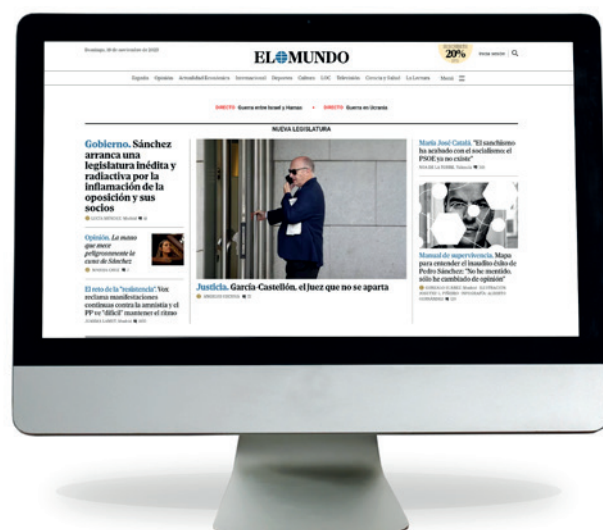 Domingo, 19 de noviembre de 2023
EL MUNDO
20%
Iniciar sesión
España Opinión Actualidad Económica Internacional Deportes Cultura LOC Televisión Ciencia y Salud La Lectura Menú
DIRECTO Guerra entre Israel y Hamas • DIRECTO Guerra en Ucrania
NUEVA LEGISLATURA
Gobierno. Sánchez
arranca una
legislatura inédita y
radiactiva por la
inflamación de la
oposición y sus
socios
Opinión. La mano
que mece
peligrosamente la
cuna de Sánchez
El reto de la "resistencia". Vox
reclama manifestaciones
continuas contra la amnistía y el
PP ve "difícil" mantener el ritmo
Justicia. García-Castellón, el juez que no se aparta
María José Catalá. "El sanchismo
ha acabado con el socialismo: el
PSOE ya no existe"
Manual de supervivencia. Mapa
para entender el inaudito éxito de
Pedro Sánchez: "No he mentido,
sólo he cambiado de opinión"